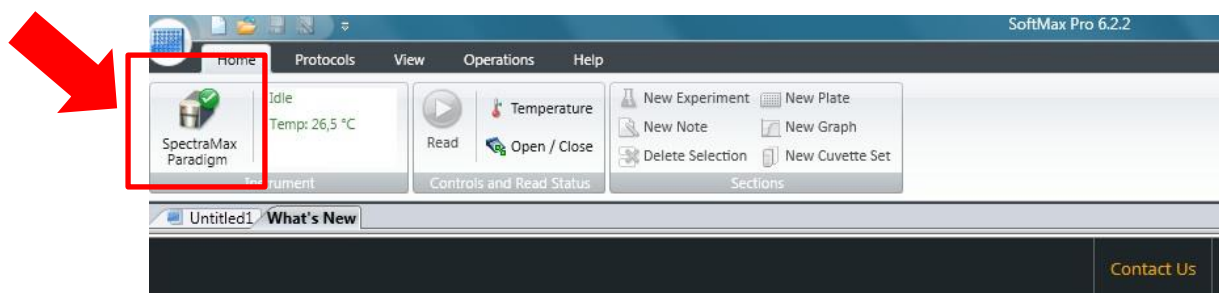 SoftMax Pro 6.2.2
Home Protocols View Operations Help
SpectraMax
Paradigm
Idle
Temp: 26,5 °C
Instrument
Read
Temperature
Open / Close
Controls and Read Status
New Experiment New Plate
New Note New Graph
Delete Selection New Cuvette Set
Sections
Untitled1 What's New
Contact Us